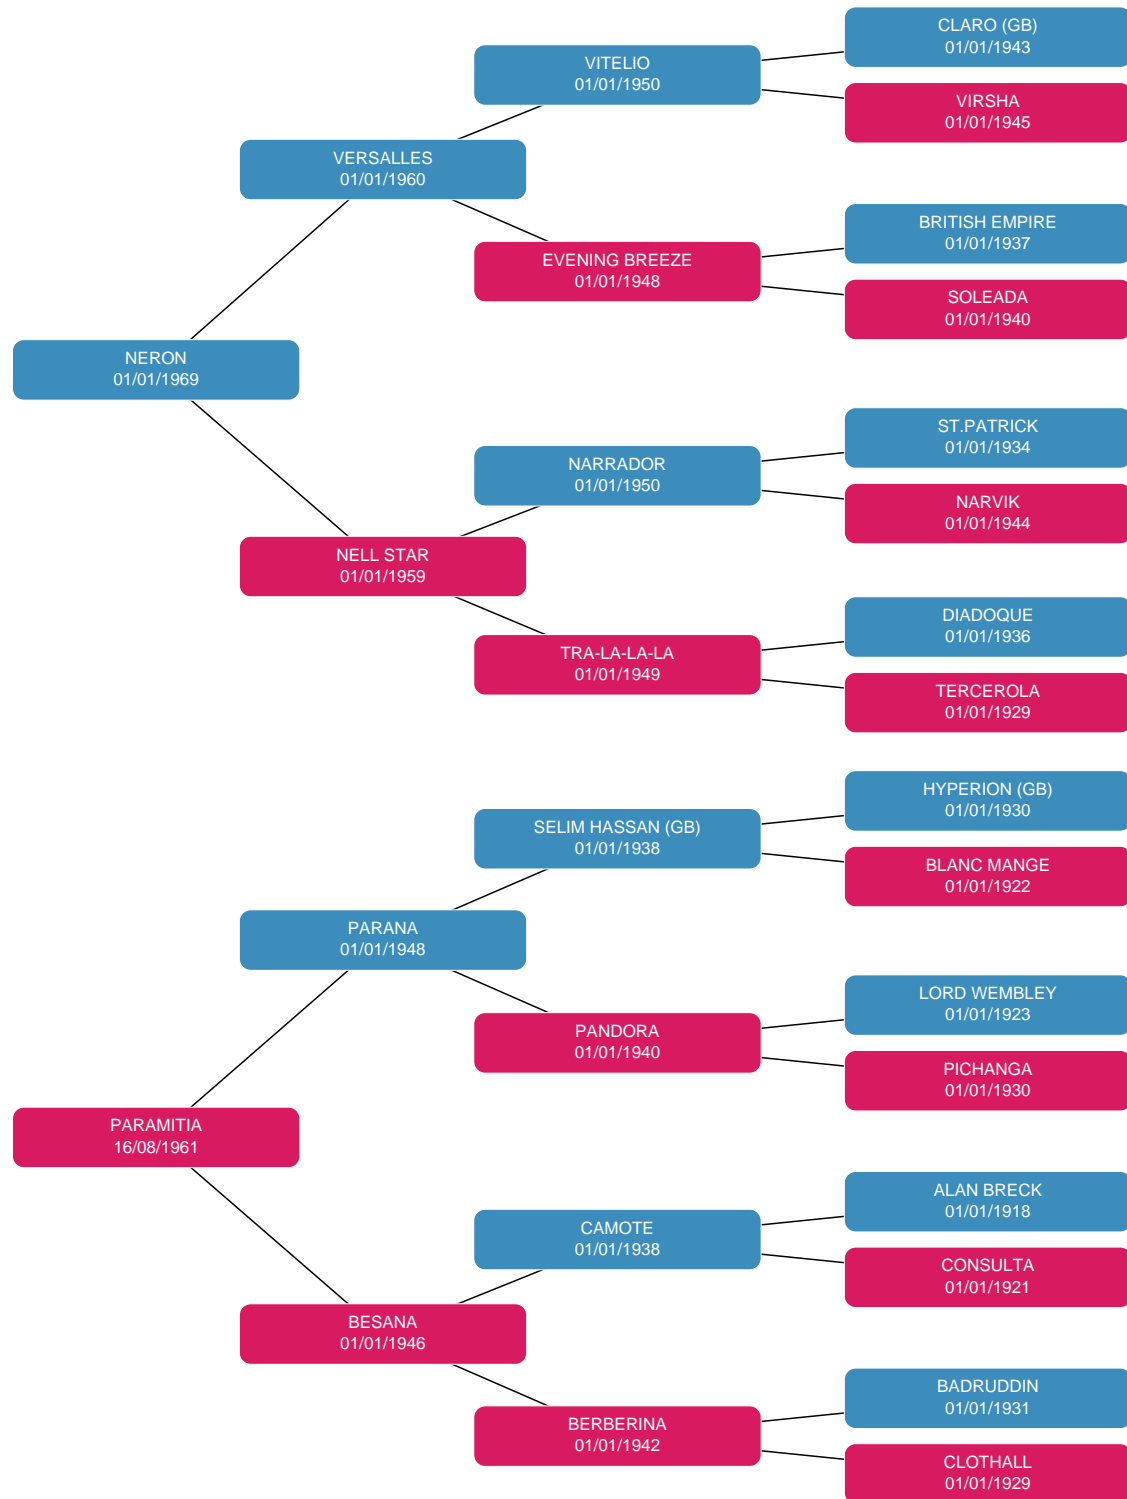 CLARO (GB)
01/01/1943
VITELIO
01/01/1950
VIRSHA
01/01/1945
VERSALLES
01/01/1960
BRITISH EMPIRE
01/01/1937
EVENING BREEZE
01/01/1948
SOLEADA
01/01/1940
NERON
01/01/1969
ST.PATRICK
01/01/1934
NARRADOR
01/01/1950
NARVIK
01/01/1944
NELL STAR
01/01/1959
DIADOQUE
01/01/1936
TRA-LA-LA-LA
01/01/1949
TERCEROLA
01/01/1929
HYPERION (GB)
01/01/1930
SELIM HASSAN (GB)
01/01/1938
BLANC MANGE
01/01/1922
PARANA
01/01/1948
LORD WEMBLEY
01/01/1923
PANDORA
01/01/1940
PICHANGA
01/01/1930
PARAMITIA
16/08/1961
ALAN BRECK
01/01/1918
CAMOTE
01/01/1938
CONSULTA
01/01/1921
BESANA
01/01/1946
BADRUDDIN
01/01/1931
BERBERINA
01/01/1942
CLOTHALL
01/01/1929